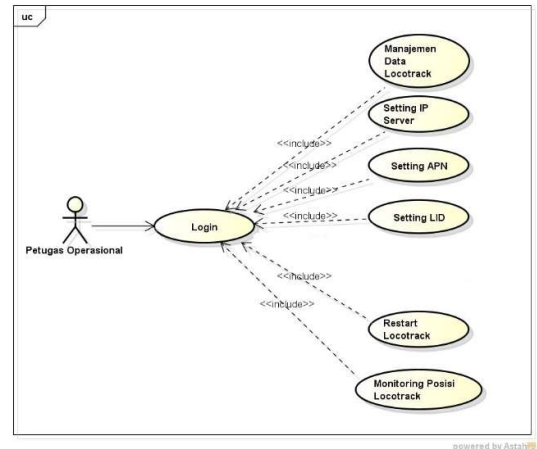 uc
Manajemen
Data
Locotrack
Setting IP
Server
<<include>>
<<include>>
Setting APN
<<include>>
<<include>>
Setting LID
Login
Petugas Operasional
<<include>>
<<include>>
Restart
Locotrack
Monitoring Posisi
Locotrack
powered by Astah